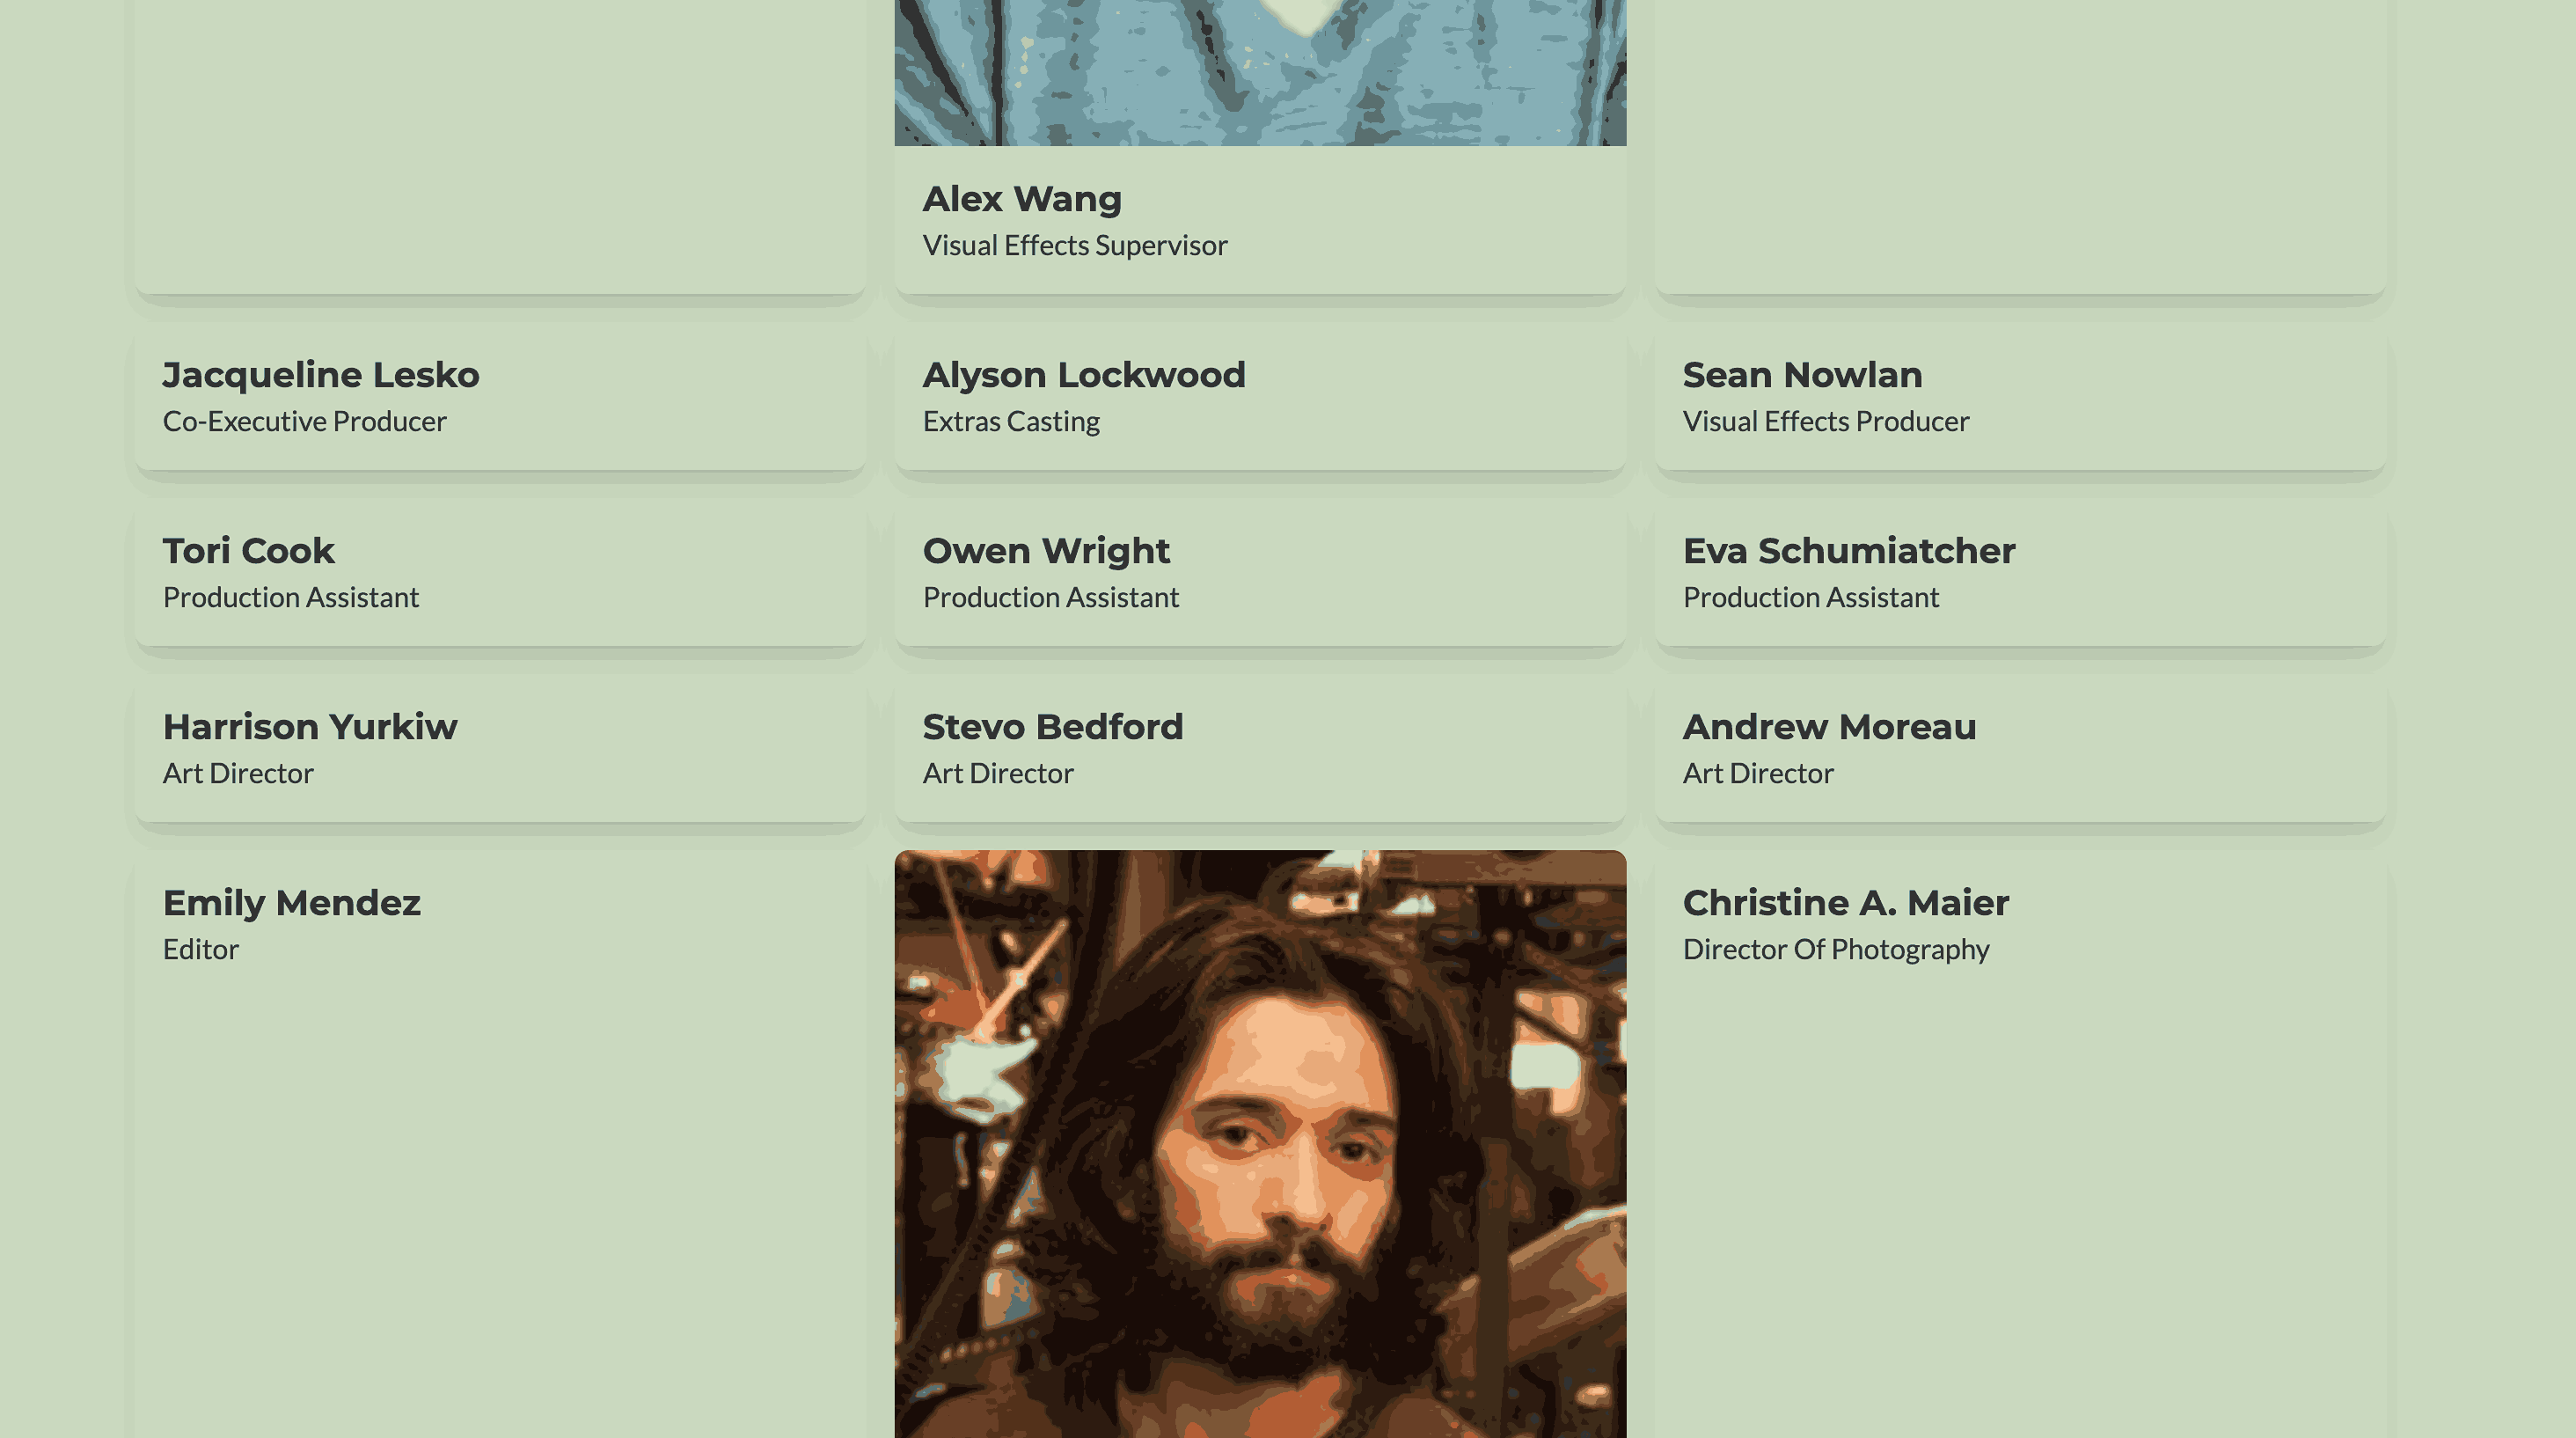 Alex Wang
Visual Effects Supervisor
Jacqueline Lesko
Co-Executive Producer
Alyson Lockwood
Extras Casting
Sean Nowlan
Visual Effects Producer
Tori Cook
Production Assistant
Owen Wright
Production Assistant
Eva Schumiatcher
Production Assistant
Harrison Yurkiw
Art Director
Stevo Bedford
Art Director
Andrew Moreau
Art Director
Emily Mendez
Editor
Christine A. Maier
Director Of Photography